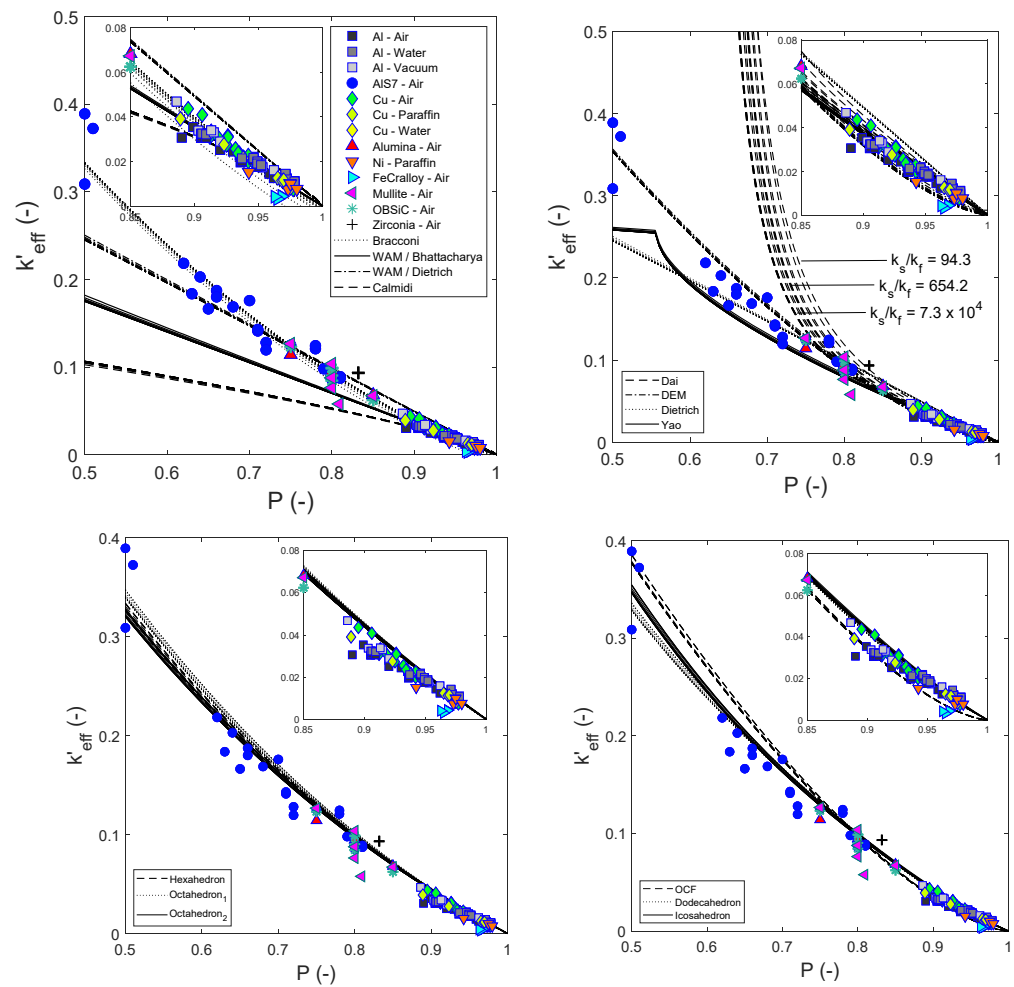 0.5
0.4
0.3
0.2
0.1
0
0.5
0.6
0.7
0.8
0.9
1
k'eff (-)
P (-)
0.08
0.06
0.04
0.02
0.85
0.9
0.95
1
Al - Air
Al - Water
Al - Vacuum
AlS7 - Air
Cu - Air
Cu - Paraffin
Cu - Water
Alumina - Air
Ni - Paraffin
FeCralloy - Air
Mullite - Air
OBSiC - Air
Zirconia - Air
Bracconi
WAM / Bhattacharya
WAM / Dietrich
Calmidi
0.5
0.4
0.3
0.2
0.1
0
0.5
0.6
0.7
0.8
0.9
1
k'eff (-)
P (-)
0.08
0.06
0.04
0.02
0
0.85
0.9
0.95
1
ks/kf = 94.3
ks/kf = 654.2
ks/kf = 7.3 x 10^4
Dai
DEM
Dietrich
Yao
0.4
0.3
0.2
0.1
0
0.5
0.6
0.7
0.8
0.9
1
k'eff (-)
P (-)
0.08
0.06
0.04
0.02
0
0.85
0.9
0.95
1
Hexahedron
Octahedron1
Octahedron2
0.4
0.3
0.2
0.1
0
0.5
0.6
0.7
0.8
0.9
1
k'eff (-)
P (-)
0.08
0.06
0.04
0.02
0
0.85
0.9
0.95
1
OCF
Dodecahedron
Icosahedron